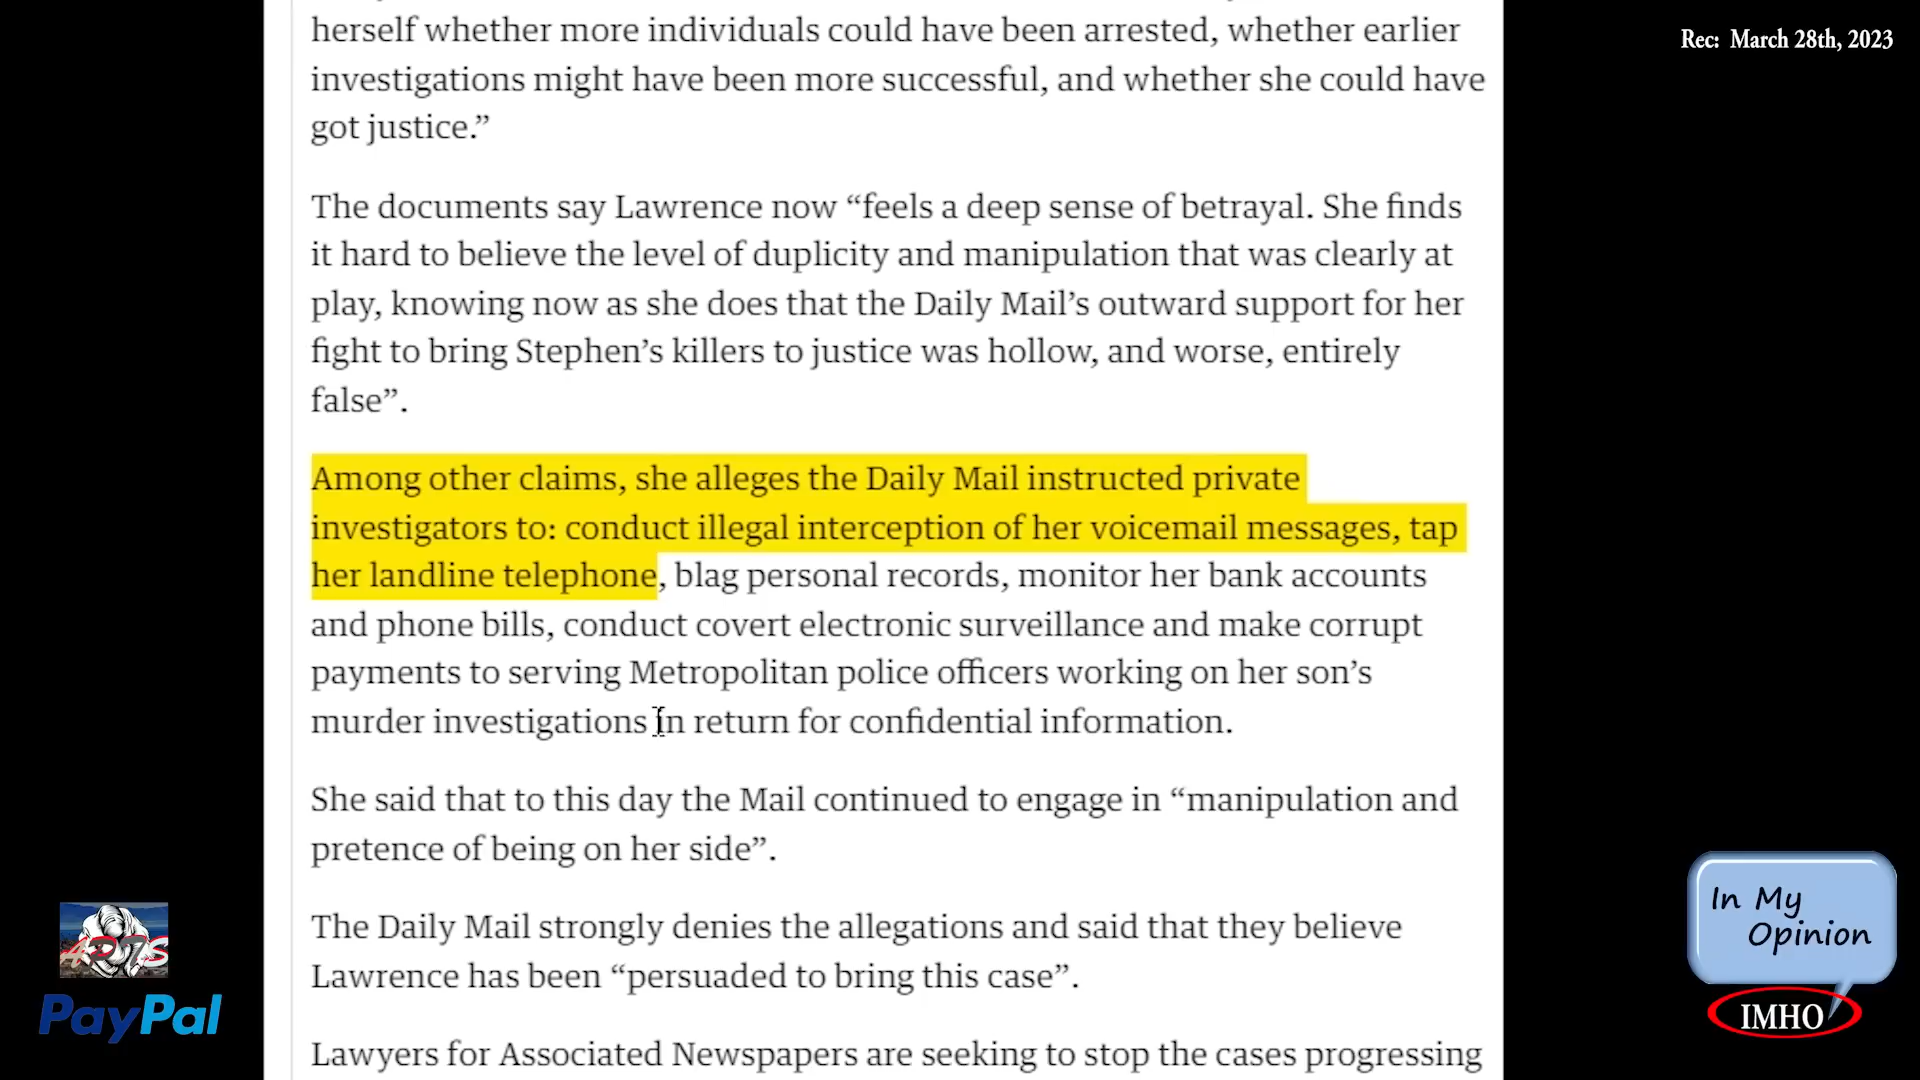 Rec: March 28th, 2023
herself whether more individuals could have been arrested, whether earlier
investigations might have been more successful, and whether she could have
got justice.”
The documents say Lawrence now “feels a deep sense of betrayal. She finds
it hard to believe the level of duplicity and manipulation that was clearly at
play, knowing now as she does that the Daily Mail’s outward support for her
fight to bring Stephen’s killers to justice was hollow, and worse, entirely
false”.
Among other claims, she alleges the Daily Mail instructed private
investigators to: conduct illegal interception of her voicemail messages, tap
her landline telephone, blag personal records, monitor her bank accounts
and phone bills, conduct covert electronic surveillance and make corrupt
payments to serving Metropolitan police officers working on her son’s
murder investigations in return for confidential information.
She said that to this day the Mail continued to engage in “manipulation and
pretence of being on her side”.
The Daily Mail strongly denies the allegations and said that they believe
Lawrence has been “persuaded to bring this case”.
Lawyers for Associated Newspapers are seeking to stop the cases progressing
PayPal
In My
Opinion
IMHO